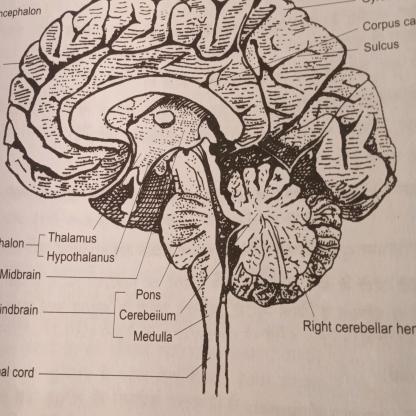 ncephalon
Corpus ca
Sulcus
halon
Thalamus
Hypothalanus
Midbrain
indbrain
Pons
Cerebeiium
Medulla
Right cerebellar her
al cord